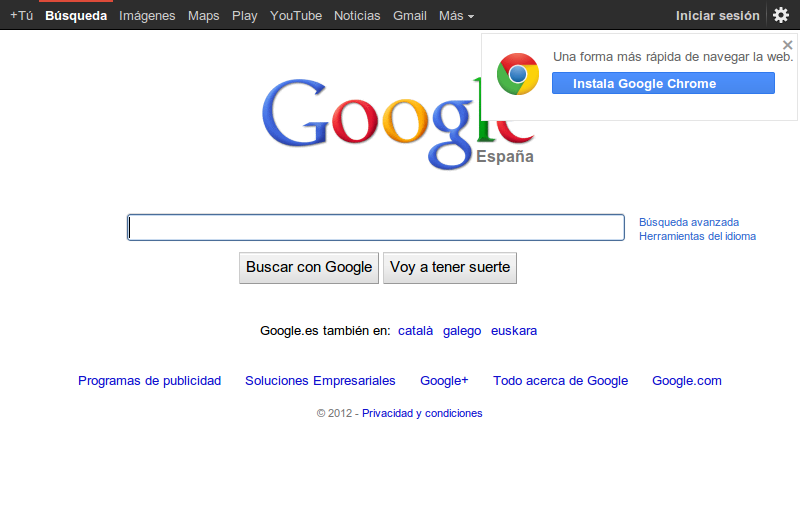 +Tú Búsqueda Imágenes Maps Play YouTube Noticias Gmail Más Iniciar sesión
Una forma más rápida de navegar la web.
Instala Google Chrome
Google
España
Búsqueda avanzada
Herramientas del idioma
Buscar con Google Voy a tener suerte
Google.es también en: català galego euskara
Programas de publicidad Soluciones Empresariales Google+ Todo acerca de Google Google.com
© 2012 - Privacidad y condiciones